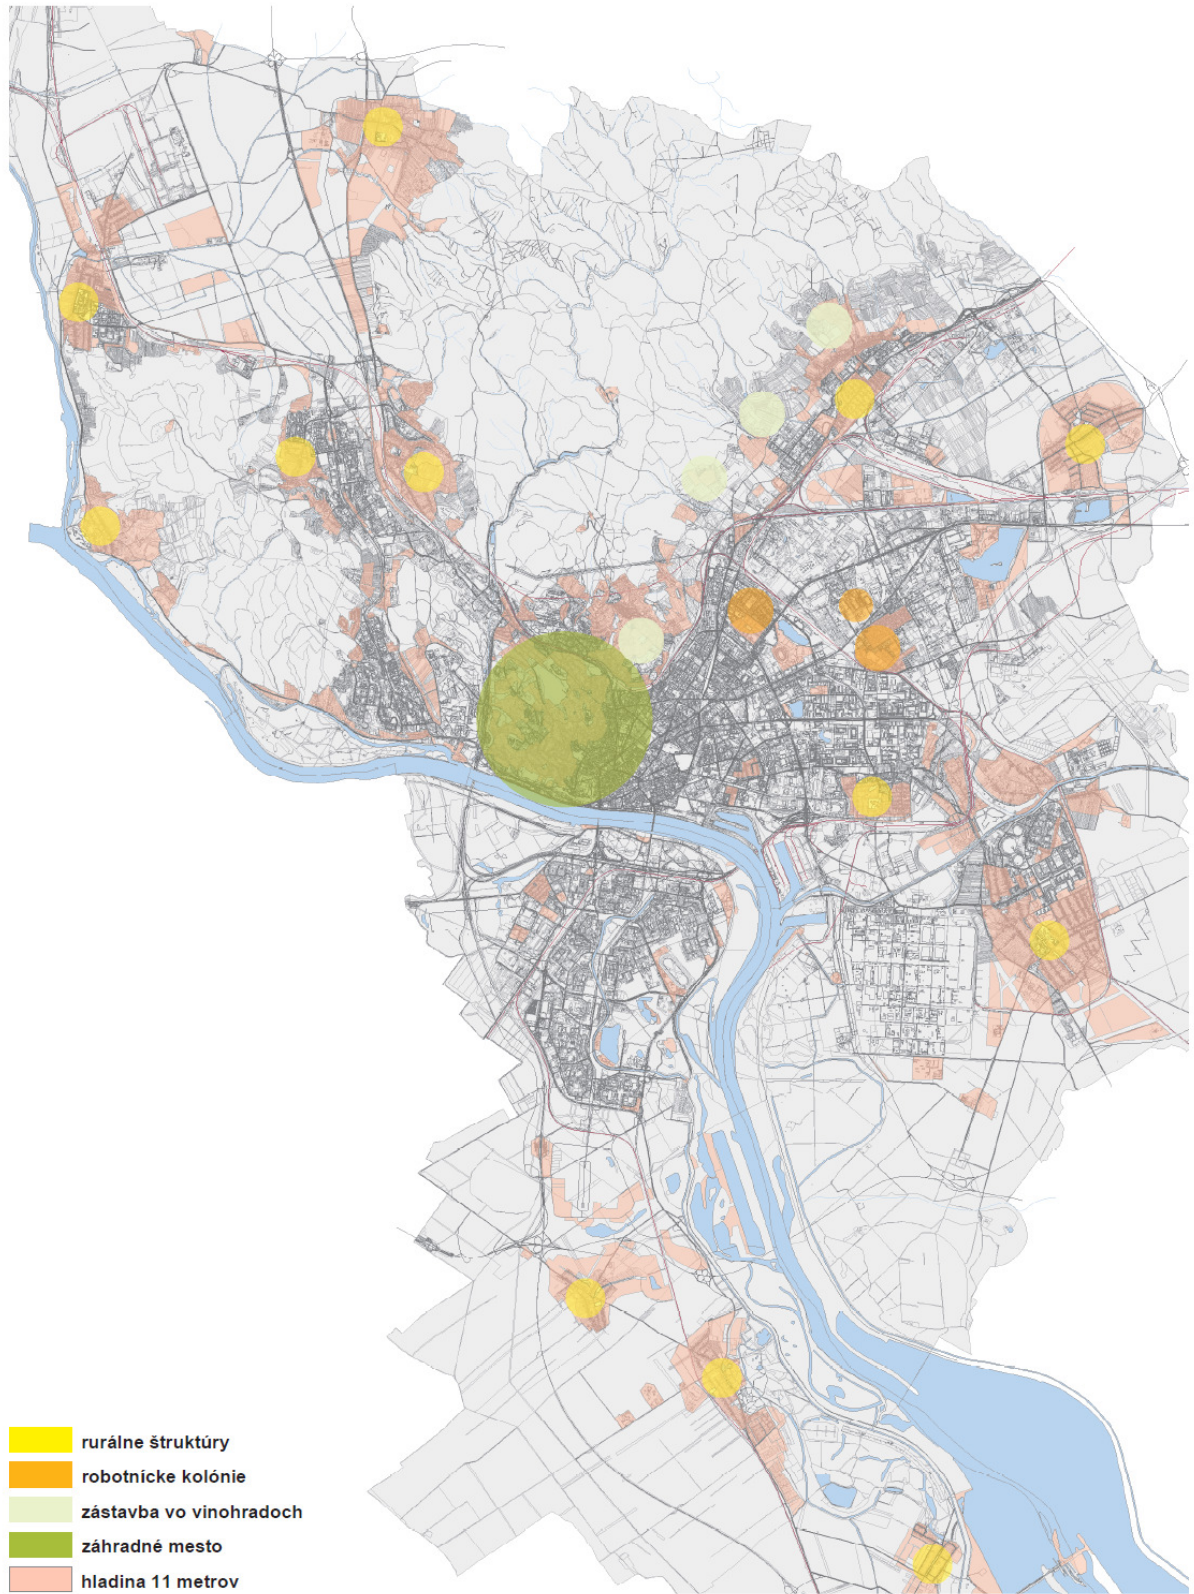 rurálne štruktúry
robotnícke kolónie
zástavba vo vinohradoch
záhradné mesto
hladina 11 metrov